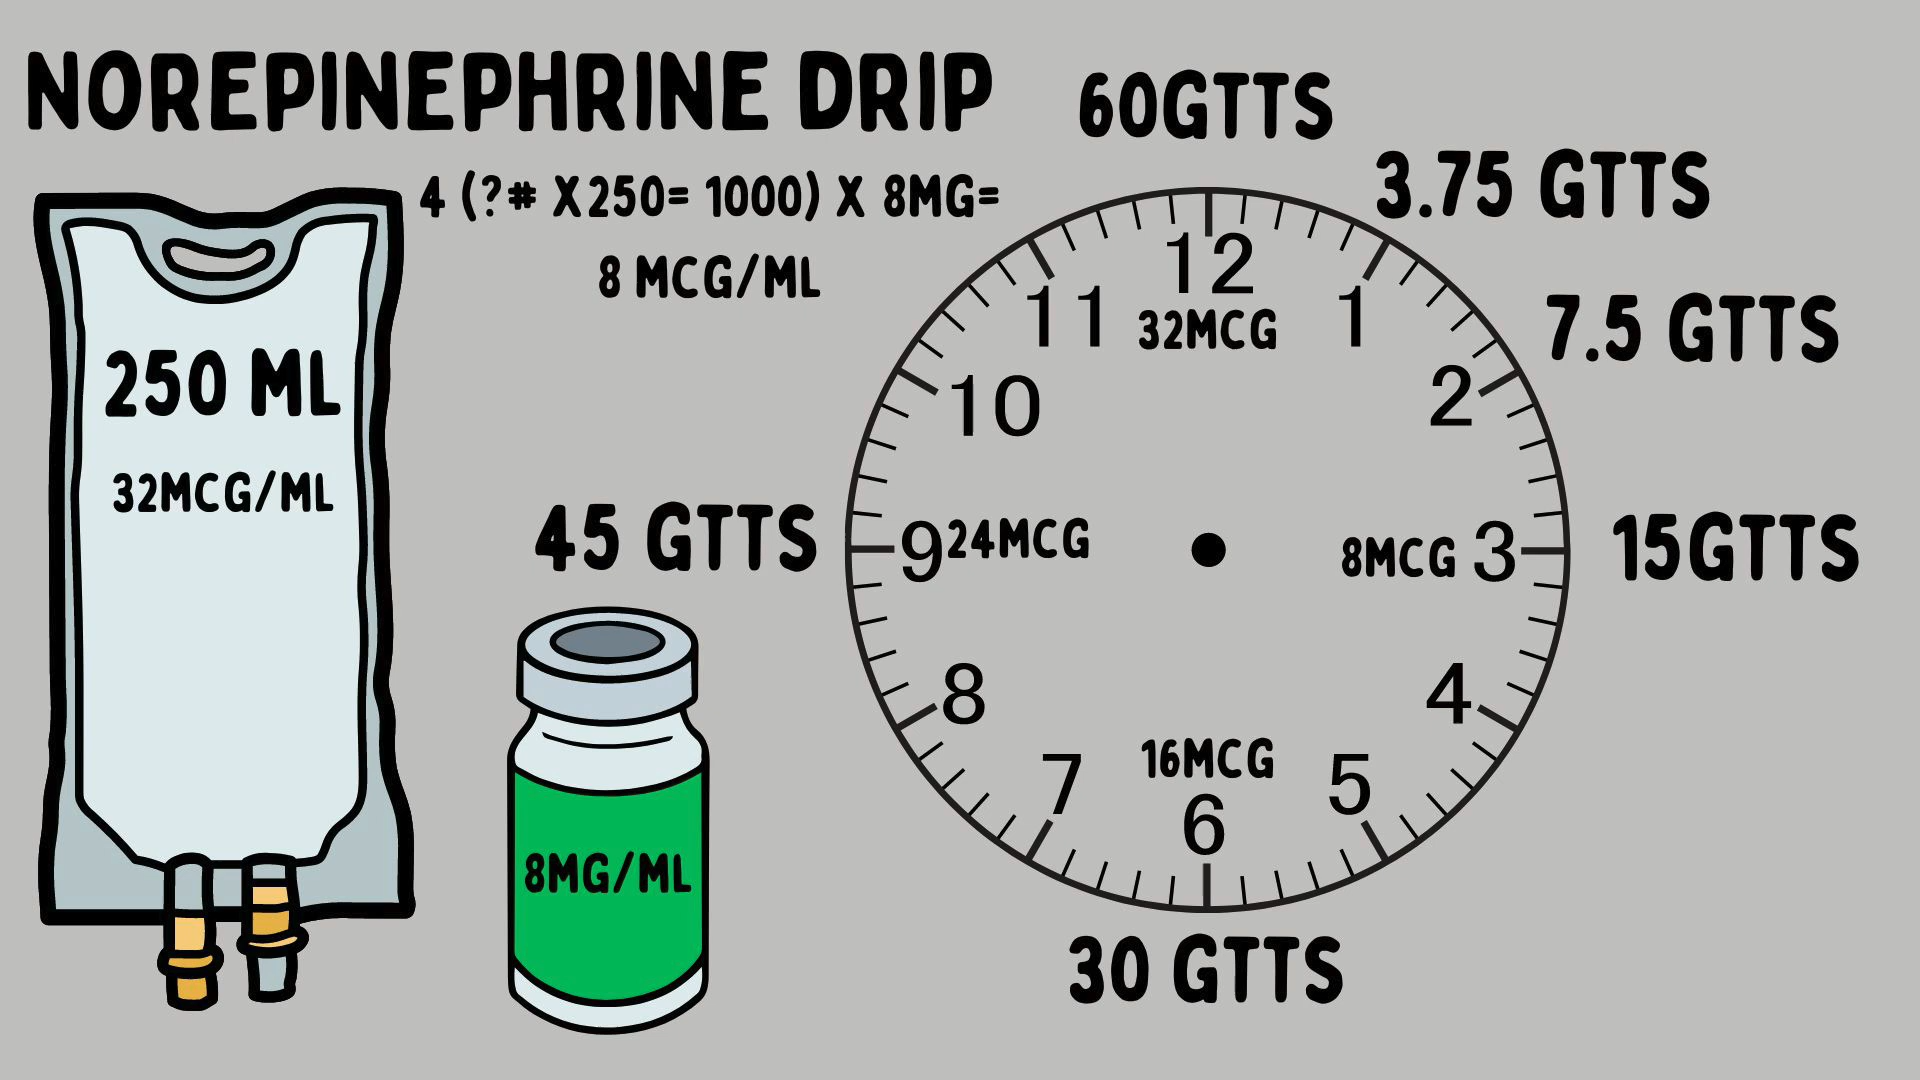 NOREPINEPHRINE DRIP
4 (?# X 250= 1000) X 8MG=
8 MCG/ML
250 ML
32MCG/ML
8MG/ML
60GTTS
3.75 GTTS
7.5 GTTS
15GTTS
30 GTTS
45 GTTS
12
32MCG
1
2
8MCG 3
4
5
16MCG
6
7
8
9 24MCG
10
11